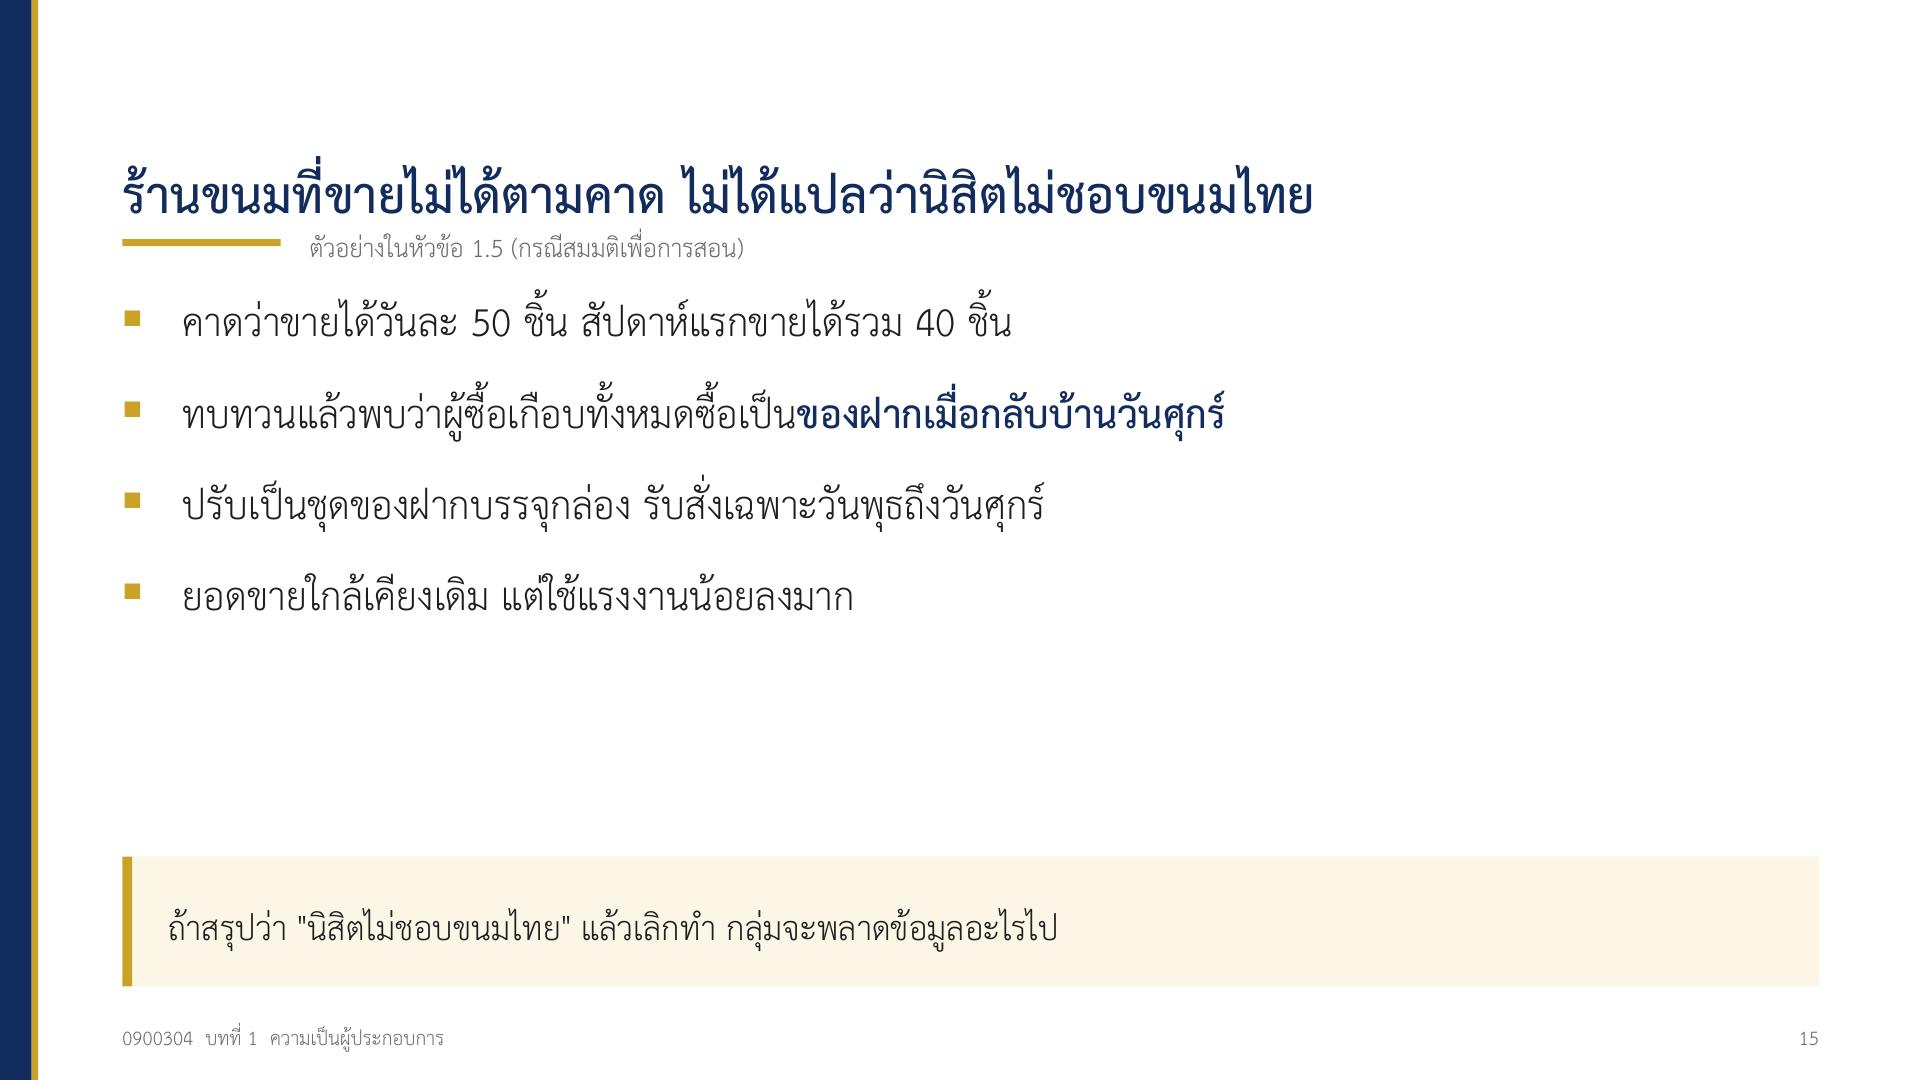 ร้านขนมที่ขายไม่ได้ตามคาด ไม่ได้แปลว่านิสิตไม่ชอบขนมไทย
ตัวอย่างในหัวข้อ 1.5 (กรณีสมมติเพื่อการสอน)
คาดว่าขายได้วันละ 50 ชิ้น สัปดาห์แรกขายได้รวม 40 ชิ้น
ทบทวนแล้วพบว่าผู้ซื้อเกือบทั้งหมดซื้อเป็นของฝากเมื่อกลับบ้านวันศุกร์
ปรับเป็นชุดของฝากบรรจุกล่อง รับสั่งเฉพาะวันพุธถึงวันศุกร์
ยอดขายใกล้เคียงเดิม แต่ใช้แรงงานน้อยลงมาก
ถ้าสรุปว่า "นิสิตไม่ชอบขนมไทย" แล้วเลิกทำ กลุ่มจะพลาดข้อมูลอะไรไป
0900304 บทที่ 1 ความเป็นผู้ประกอบการ
15